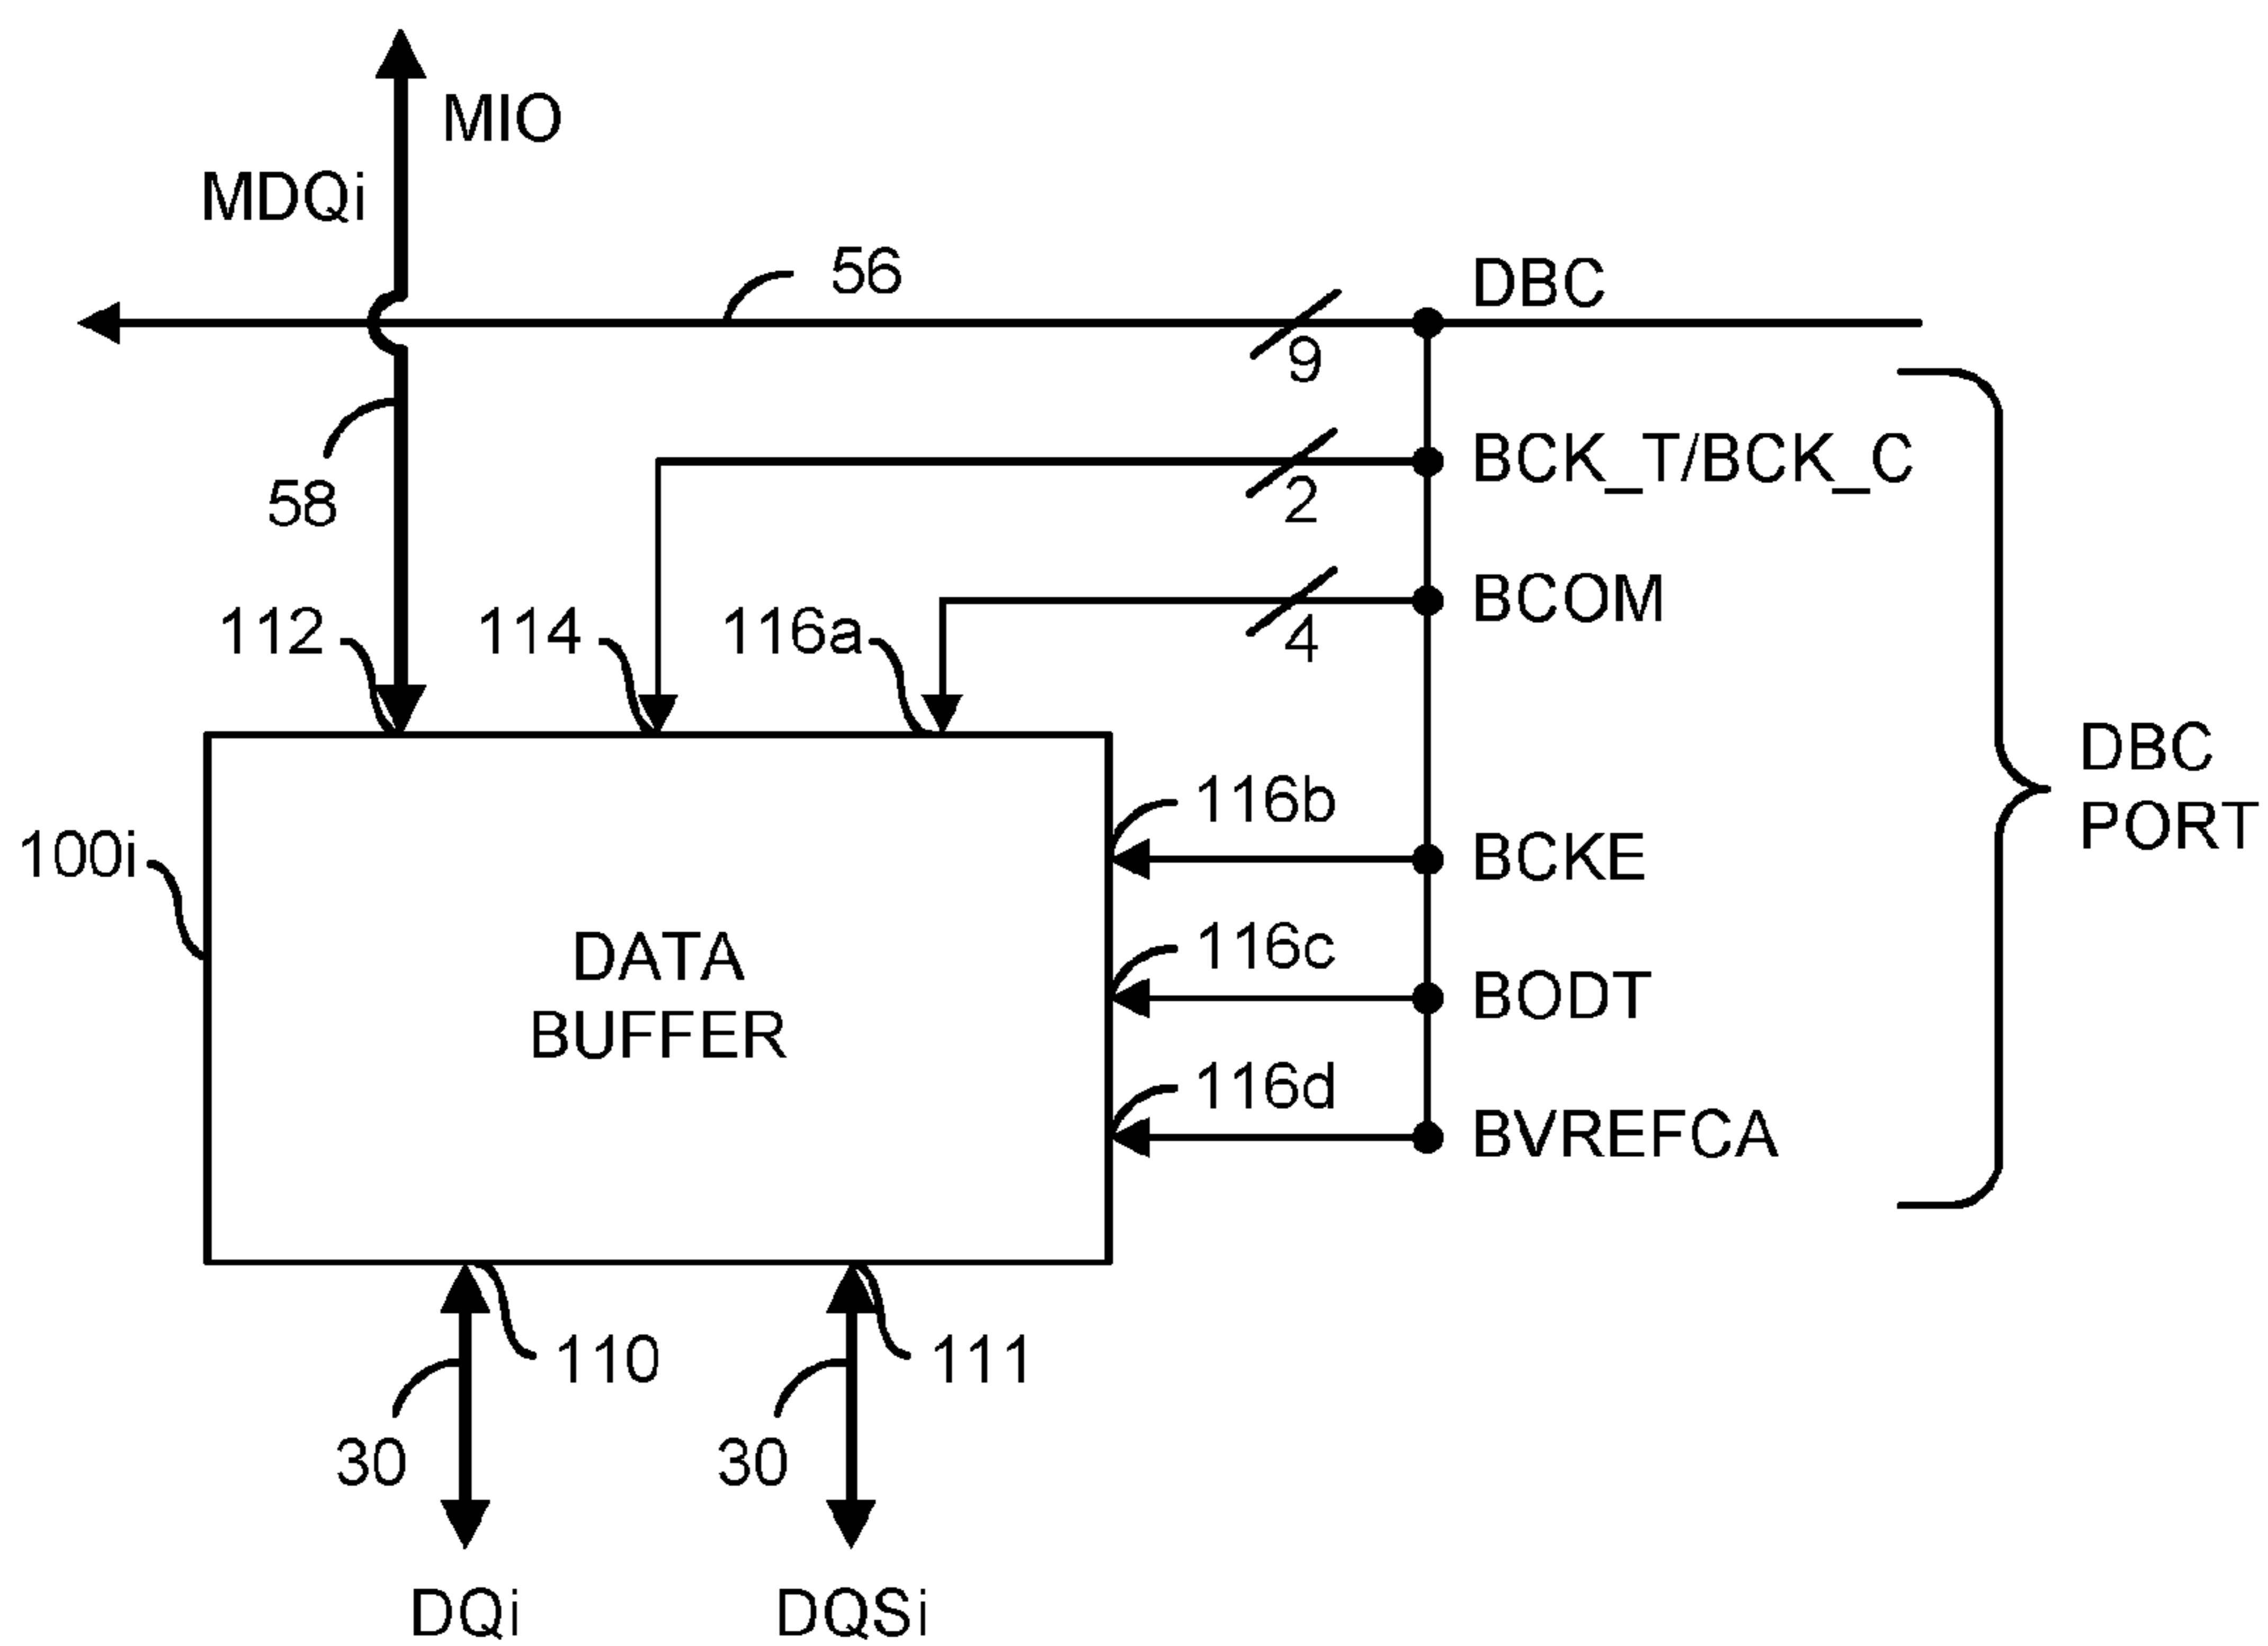 MIO
MDQi
56
DBC
9
58
BCK_T/BCK_C
2
BCOM
4
112
114
116a
DBC
PORT
116b
100i
BCKE
DATA
BUFFER
116c
BODT
116d
BVREFCA
110
111
30
30
DQi
DQSi